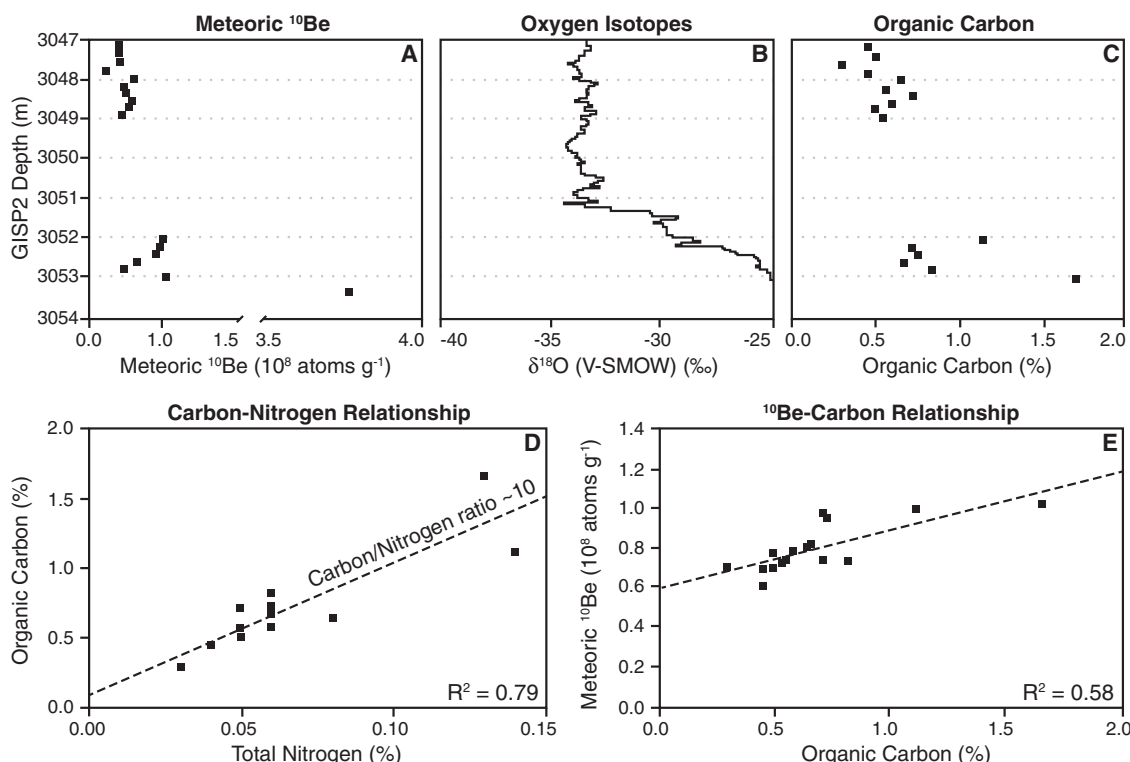 Meteoric ¹⁰Be
A
GISP2 Depth (m)
3047
3048
3049
3050
3051
3052
3053
3054
0.0 1.0 1.5 3.5 4.0
Meteoric ¹⁰Be (10⁸ atoms g⁻¹)
Oxygen Isotopes
B
-40 -35 -30 -25
δ¹⁸O (V-SMOW) (‰)
Organic Carbon
C
0.0 0.5 1.0 1.5 2.0
Organic Carbon (%)
Carbon-Nitrogen Relationship
D
Organic Carbon (%)
2.0
1.5
1.0
0.5
0.0
Carbon/Nitrogen ratio ~10
R² = 0.79
0.00 0.05 0.10 0.15
Total Nitrogen (%)
¹⁰Be-Carbon Relationship
E
Meteoric ¹⁰Be (10⁸ atoms g⁻¹)
1.4
1.2
1.0
0.8
0.6
0.4
0.2
0.0
R² = 0.58
0.0 0.5 1.0 1.5 2.0
Organic Carbon (%)